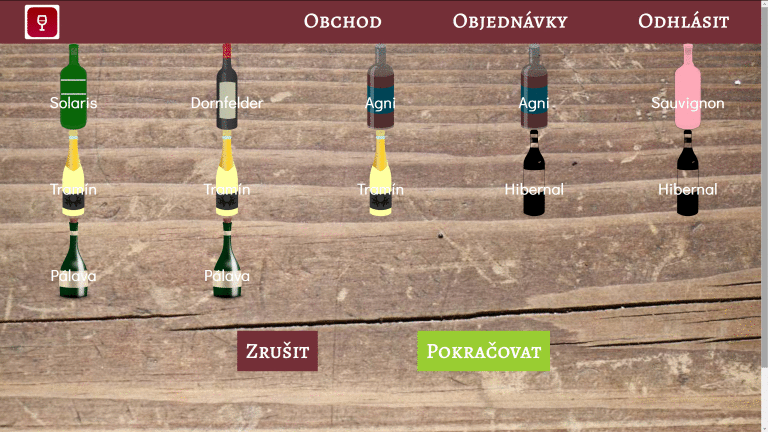 Obchod Objednávky Odhlásit
Solaris Dornfelder Agni Agni Sauvignon
Tramín Tramín Tramín Hibernal Hibernal
Pálava Pálava
Zrušit Pokračovat